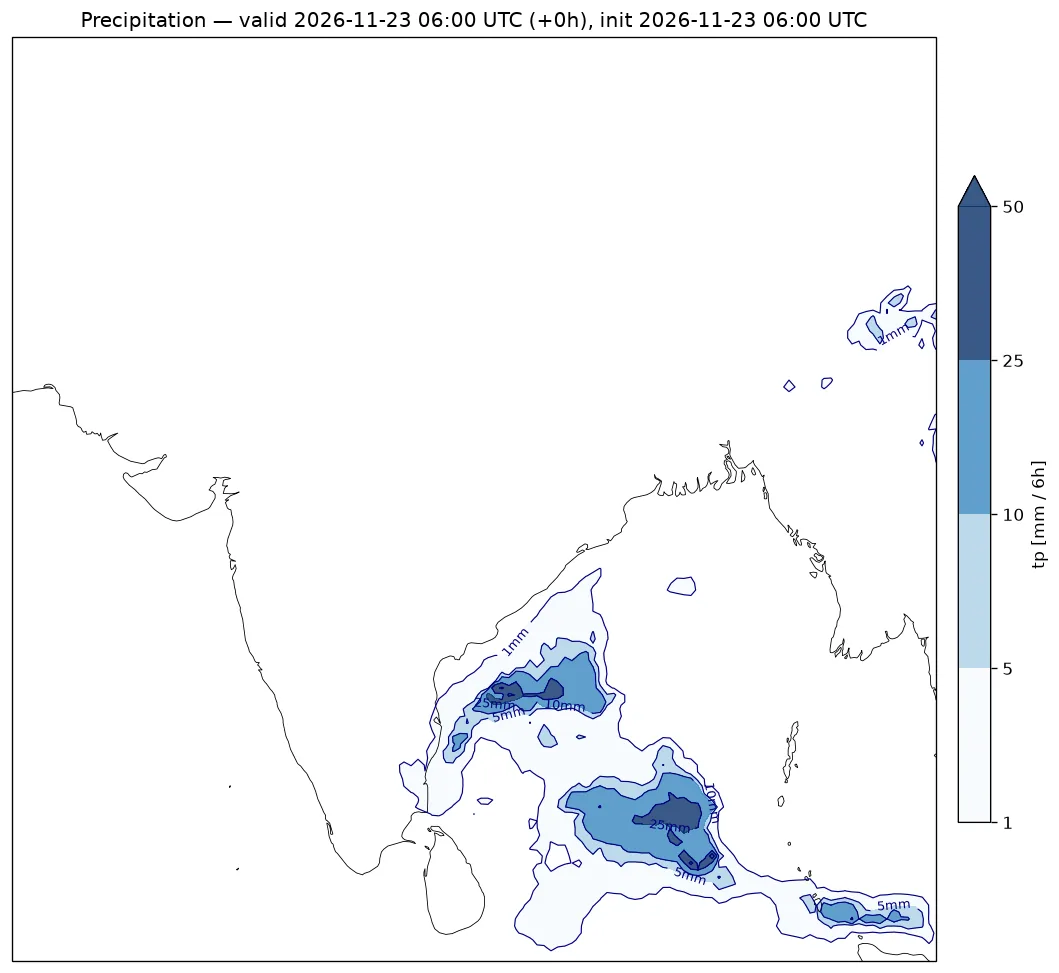 Precipitation — valid 2026-11-23 06:00 UTC (+0h), init 2026-11-23 06:00 UTC
50
25
10
5
1
tp [mm / 6h]
1mm
1mm
25mm
10mm
5mm
10mm
25mm
5mm
5mm